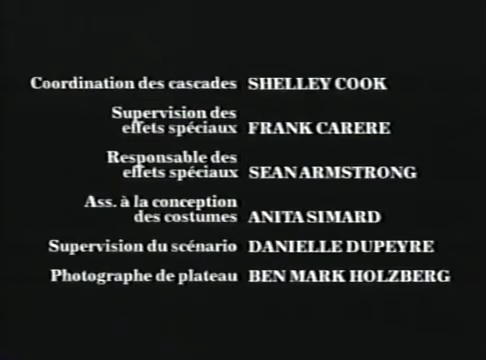 Coordination des cascades SHELLEY COOK
Supervision des
effets spéciaux FRANK CARERE
Responsable des
effets spéciaux SEAN ARMSTRONG
Ass. à la conception
des costumes ANITA SIMARD
Supervision du scénario DANIELLE DUPEYRE
Photographe de plateau BEN MARK HOLZBERG